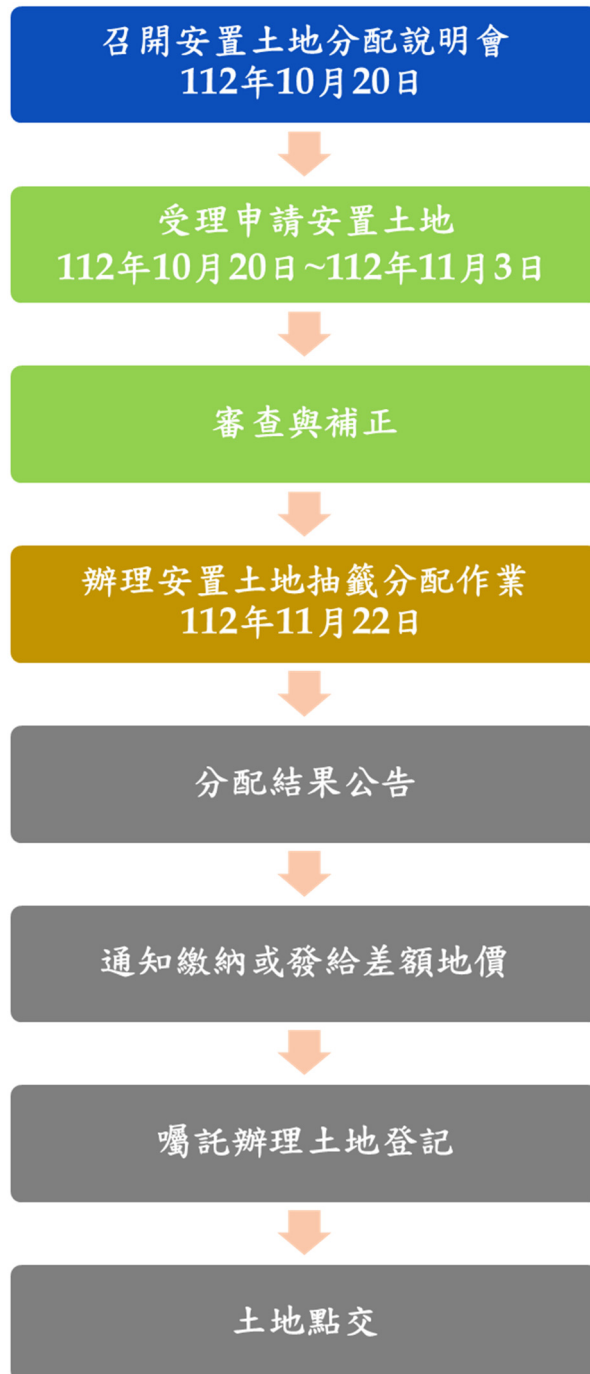 召開安置土地分配說明會
112年10月20日
受理申請安置土地
112年10月20日~112年11月3日
審查與補正
辦理安置土地抽籤分配作業
112年11月22日
分配結果公告
通知繳納或發給差額地價
囑託辦理土地登記
土地點交